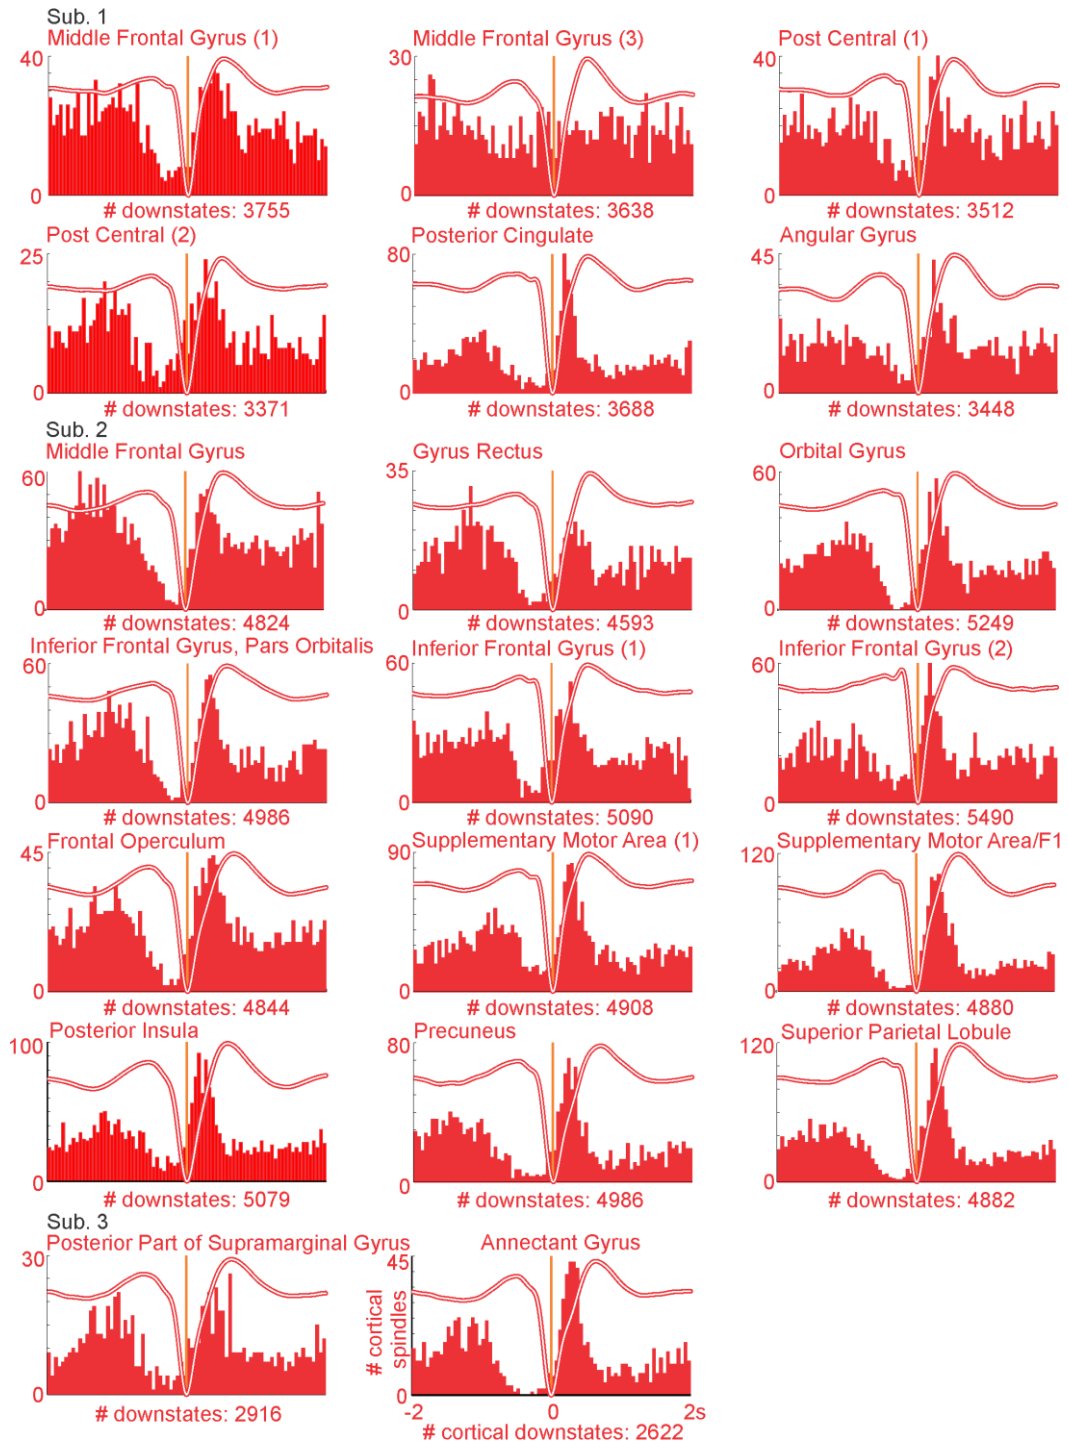 Sub. 1
Middle Frontal Gyrus (1)
40
0
# downstates: 3755
Middle Frontal Gyrus (3)
30
0
# downstates: 3638
Post Central (1)
40
0
# downstates: 3512
Post Central (2)
25
0
# downstates: 3371
Posterior Cingulate
80
0
# downstates: 3688
Angular Gyrus
45
0
# downstates: 3448
Sub. 2
Middle Frontal Gyrus
60
0
# downstates: 4824
Gyrus Rectus
35
0
# downstates: 4593
Orbital Gyrus
60
0
# downstates: 5249
Inferior Frontal Gyrus, Pars Orbitalis
60
0
# downstates: 4986
Inferior Frontal Gyrus (1)
60
0
# downstates: 5090
Inferior Frontal Gyrus (2)
60
0
# downstates: 5490
Frontal Operculum
45
0
# downstates: 4844
Supplementary Motor Area (1)
90
0
# downstates: 4908
Supplementary Motor Area/F1
120
0
# downstates: 4880
Posterior Insula
100
0
# downstates: 5079
Precuneus
80
0
# downstates: 4986
Superior Parietal Lobule
120
0
# downstates: 4882
Sub. 3
Posterior Part of Supramarginal Gyrus
30
0
# downstates: 2916
Annectant Gyrus
45
# cortical
spindles
0
-2 0 2s
# cortical downstates: 2622